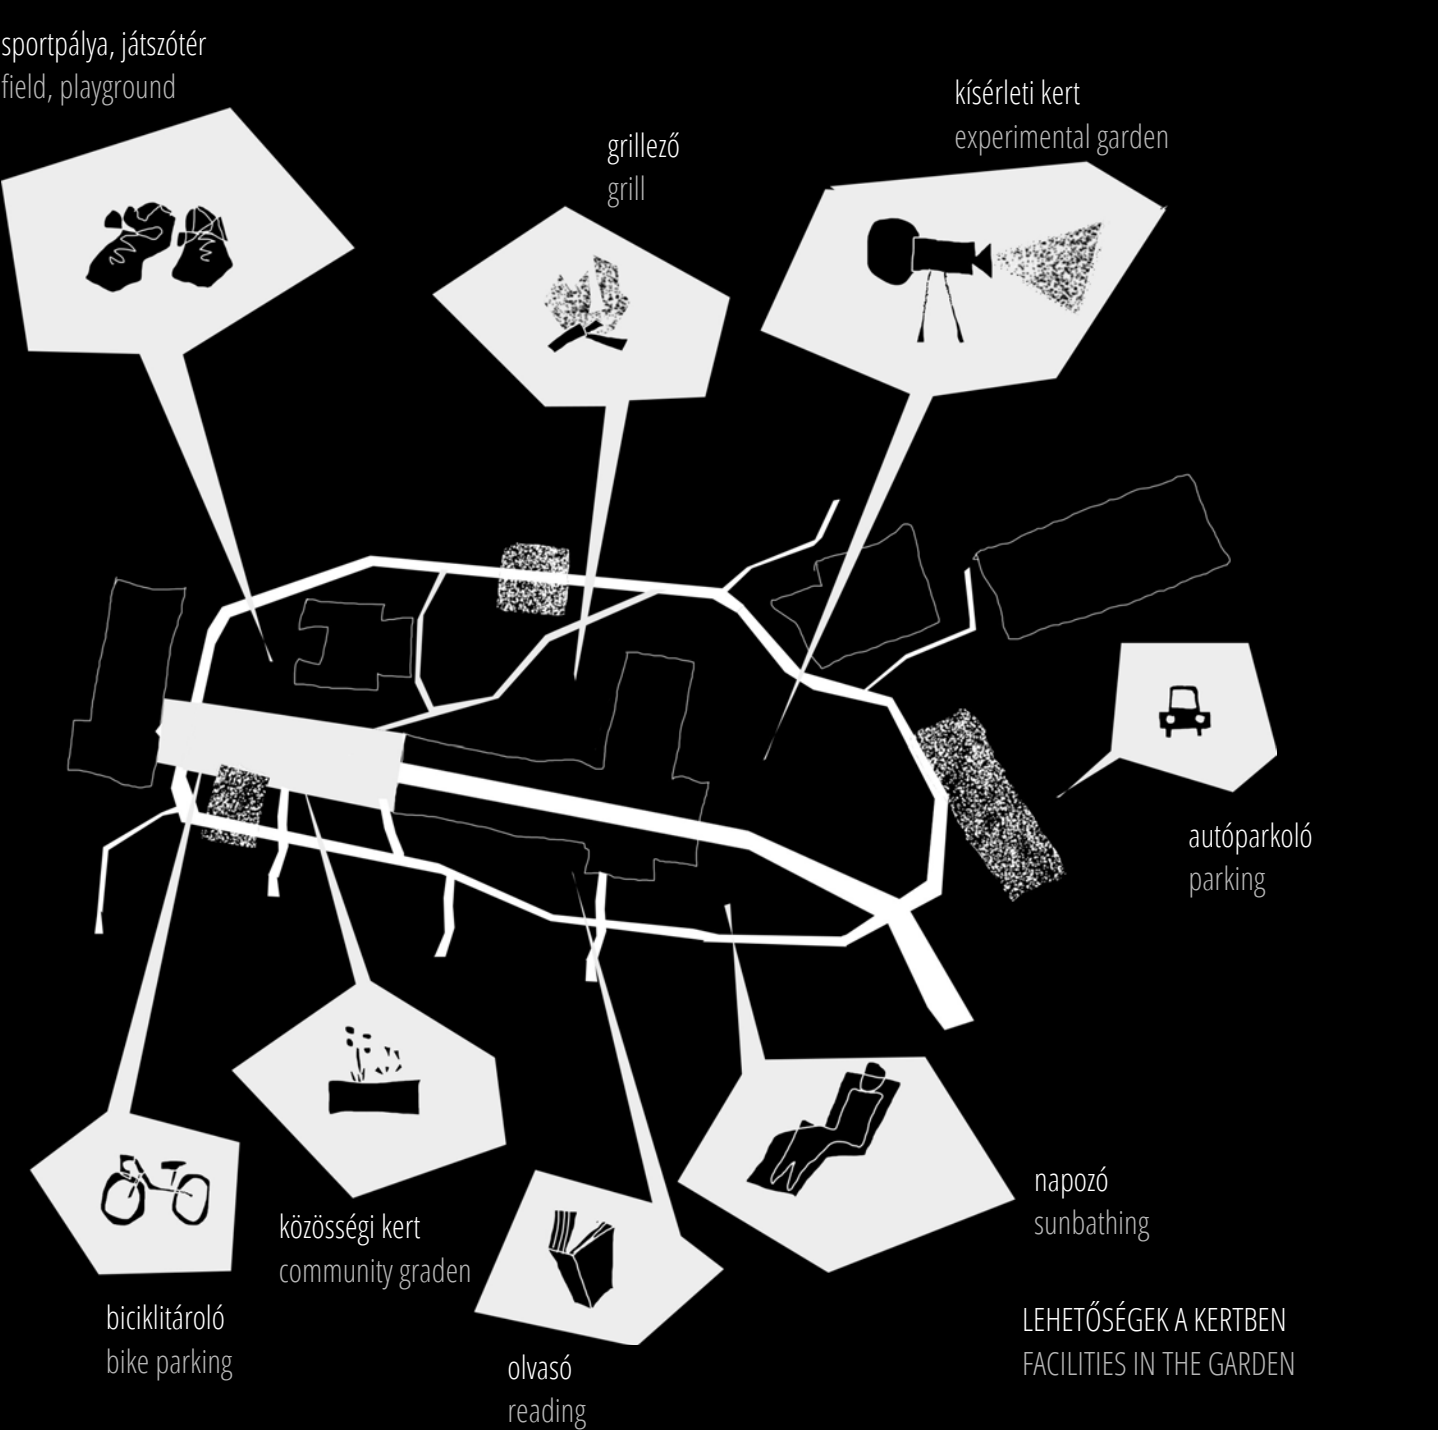 sportpálya, játszótér
field, playground
kísérleti kert
experimental garden
grillező
grill
autóparkoló
parking
napozó
sunbathing
közösségi kert
community graden
biciklitároló
bike parking
olvasó
reading
LEHETŐSÉGEK A KERTBEN
FACILITIES IN THE GARDEN